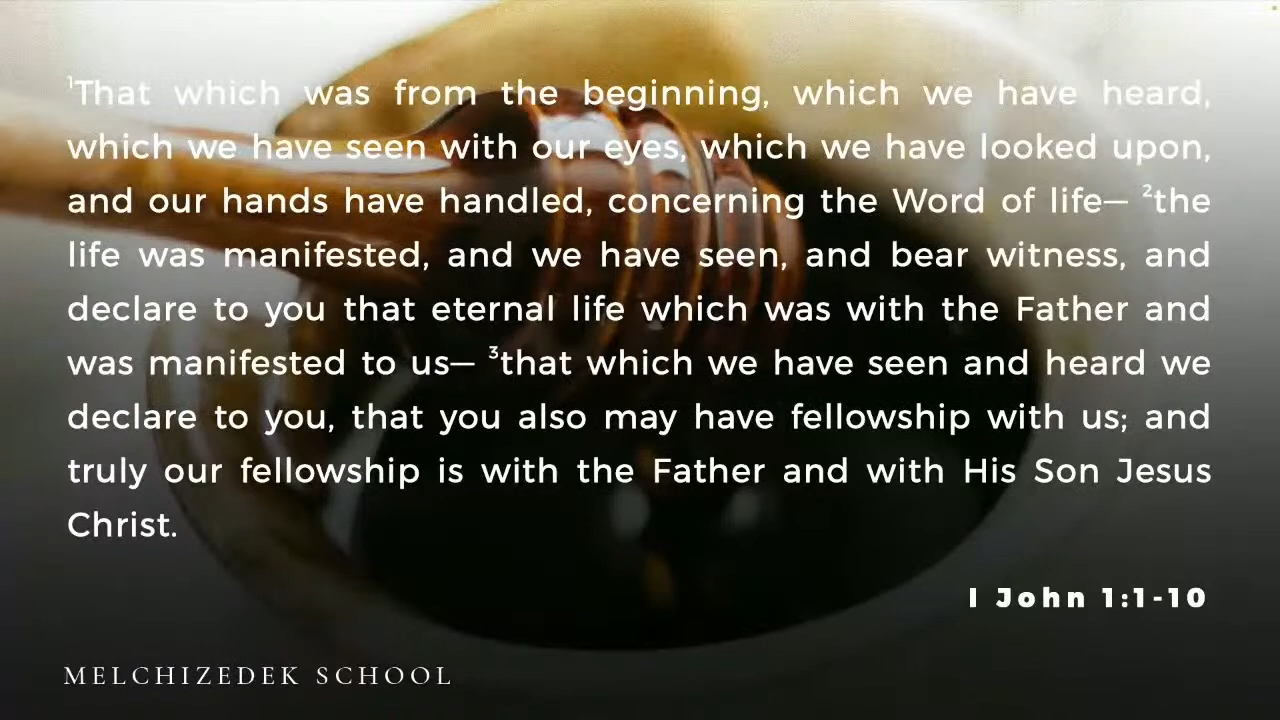 ¹That which was from the beginning, which we have heard,
which we have seen with our eyes, which we have looked upon,
and our hands have handled, concerning the Word of life— ²the
life was manifested, and we have seen, and bear witness, and
declare to you that eternal life which was with the Father and
was manifested to us— ³that which we have seen and heard we
declare to you, that you also may have fellowship with us; and
truly our fellowship is with the Father and with His Son Jesus
Christ.
I John 1:1-10
MELCHIZEDEK SCHOOL